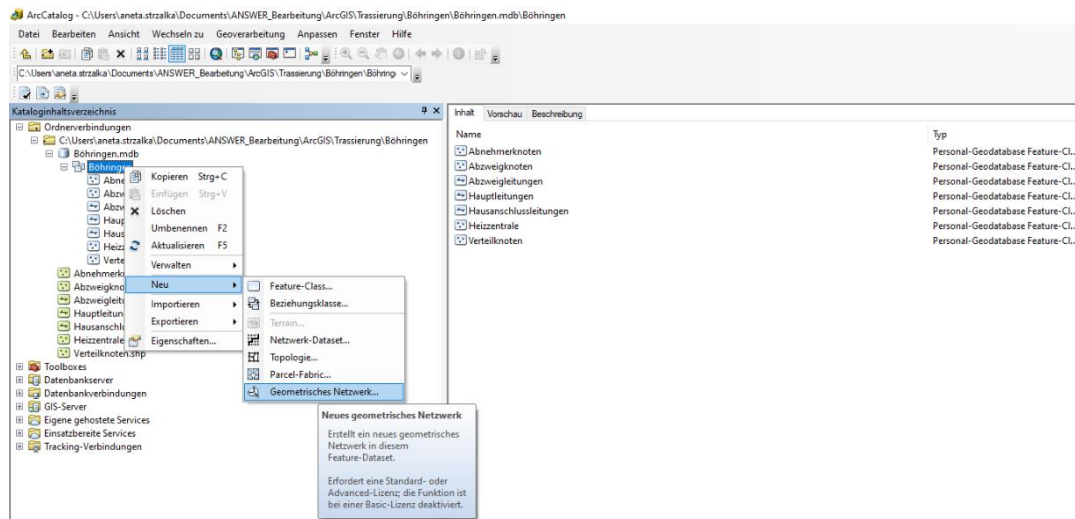 ArcCatalog - C:\Users\aneta.strzalka\Documents\ANSWER_Bearbeitung\ArcGIS\Trassierung\Böhringen\Böhringen.mdb\Böhringen
Datei Bearbeiten Ansicht Wechseln zu Geoverarbeitung Anpassen Fenster Hilfe
C:\Users\aneta.strzalka\Documents\ANSWER_Bearbeitung\ArcGIS\Trassierung\Böhringen\Böhring
Kataloginhaltsverzeichnis
Ordnerverbindungen
C:\Users\aneta.strzalka\Documents\ANSWER_Bearbeitung\ArcGIS\Trassierung\Böhringen
Böhringen.mdb
Böhringen
Abne
Abzw
Abzw
Haup
Haus
Heiz
Verte
Abnehmerk
Abzweigkno
Abzweigleit
Hauptleitun
Hausanschl
Heizzentrale
Verteilknoten.shp
Toolboxes
Datenbankserver
Datenbankverbindungen
GIS-Server
Eigene gehostete Services
Einsatzbereite Services
Tracking-Verbindungen
Kopieren Strg+C
Einfügen Strg+V
Löschen
Umbenennen F2
Aktualisieren F5
Verwalten
Neu
Importieren
Exportieren
Eigenschaften...
Feature-Class...
Beziehungsklasse...
Terrain...
Netzwerk-Dataset...
Topologie...
Parcel-Fabric...
Geometrisches Netzwerk...
Neues geometrisches Netzwerk
Erstellt ein neues geometrisches
Netzwerk in diesem
Feature-Dataset.
Erfordert eine Standard- oder
Advanced-Lizenz; die Funktion ist
bei einer Basic-Lizenz deaktiviert.
Inhalt Vorschau Beschreibung
Name Typ
Abnehmerknoten Personal-Geodatabase Feature-Cl...
Abzweigknoten Personal-Geodatabase Feature-Cl...
Abzweigleitungen Personal-Geodatabase Feature-Cl...
Hauptleitungen Personal-Geodatabase Feature-Cl...
Hausanschlussleitungen Personal-Geodatabase Feature-Cl...
Heizzentrale Personal-Geodatabase Feature-Cl...
Verteilknoten Personal-Geodatabase Feature-Cl...